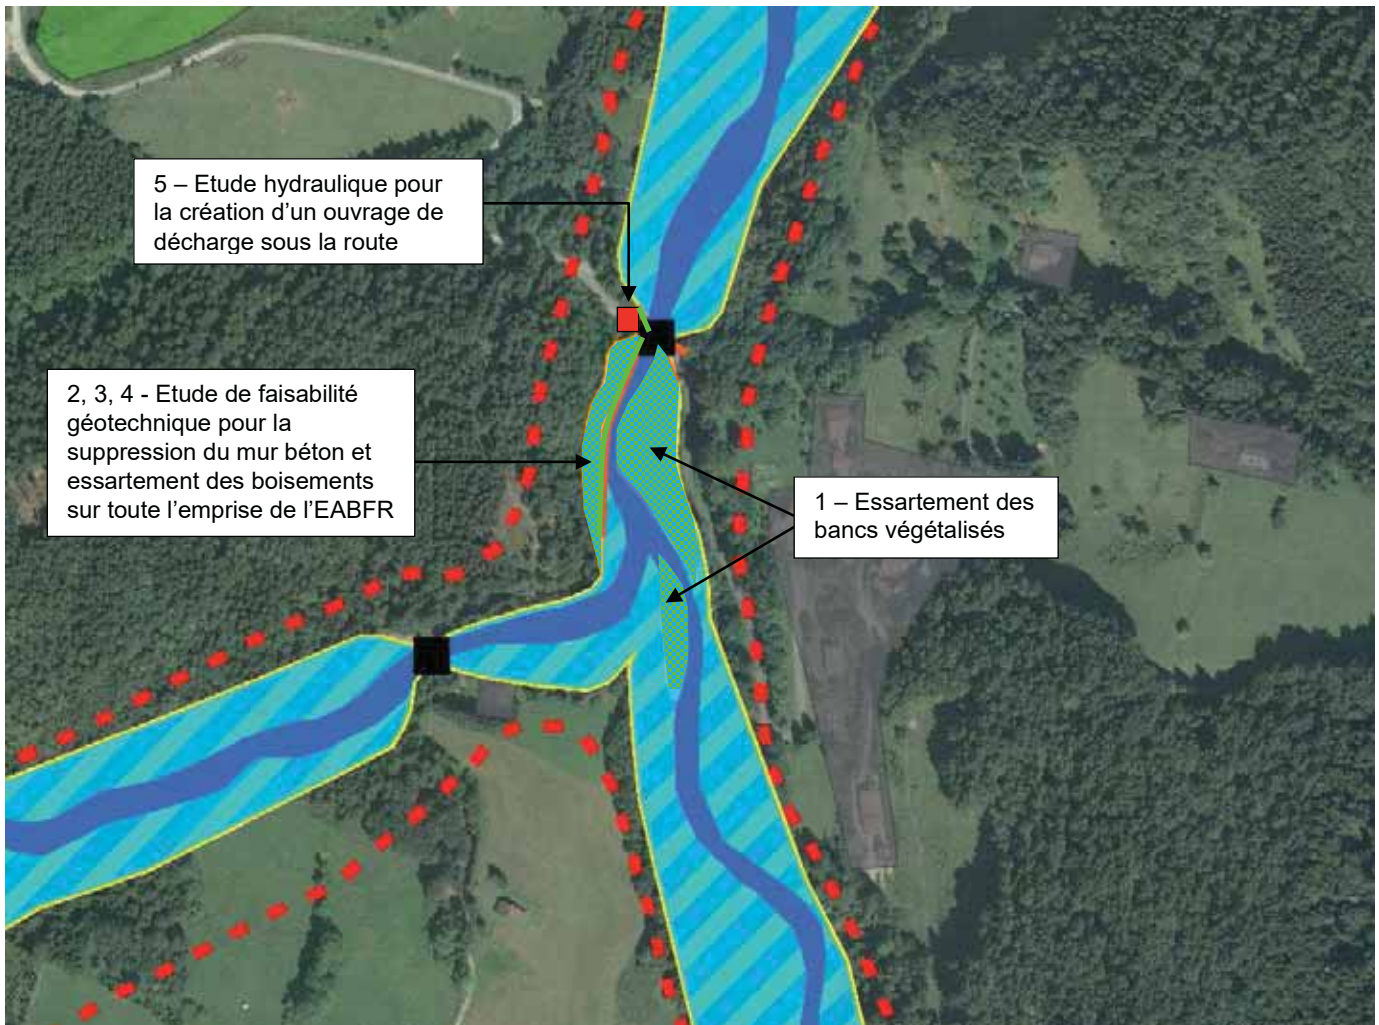 5 – Etude hydraulique pour
la création d’un ouvrage de
décharge sous la route
2, 3, 4 - Etude de faisabilité
géotechnique pour la
suppression du mur béton et
essartement des boisements
sur toute l’emprise de l’EABFR
1 – Essartement des
bancs végétalisés